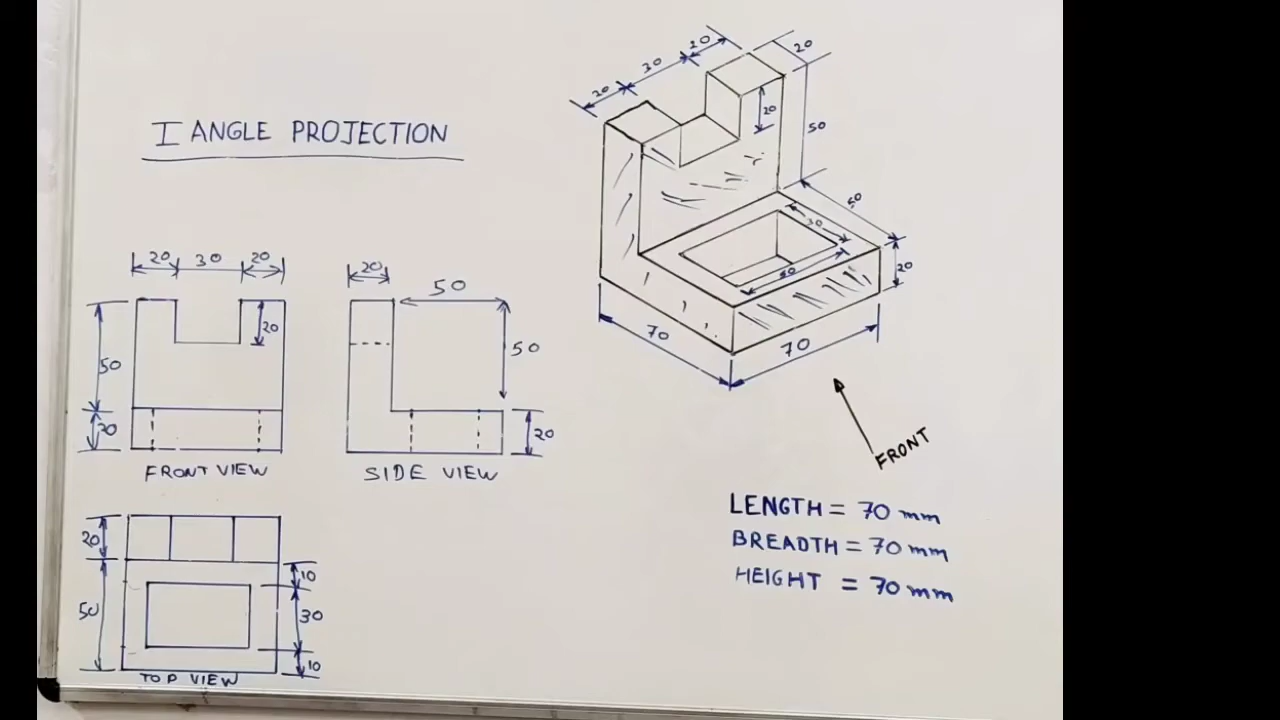 I ANGLE PROJECTION
20 30 20
20
50
20
FRONT VIEW
20
50
50
20
SIDE VIEW
20
50
10
30
10
TOP VIEW
20 30 20 20
20
50
50
30
20
70
70
FRONT
LENGTH = 70 mm
BREADTH = 70 mm
HEIGHT = 70 mm